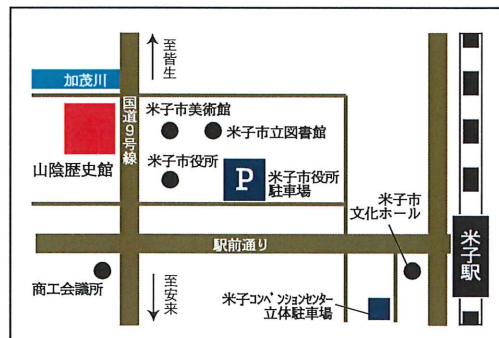 至皆生
加茂川
国道9号線
米子市美術館
米子市立図書館
山陰歴史館
米子市役所
P
米子市役所
駐車場
米子市
文化ホール
米子駅
駅前通り
商工会議所
至安来
米子コンベンションセンター
立体駐車場